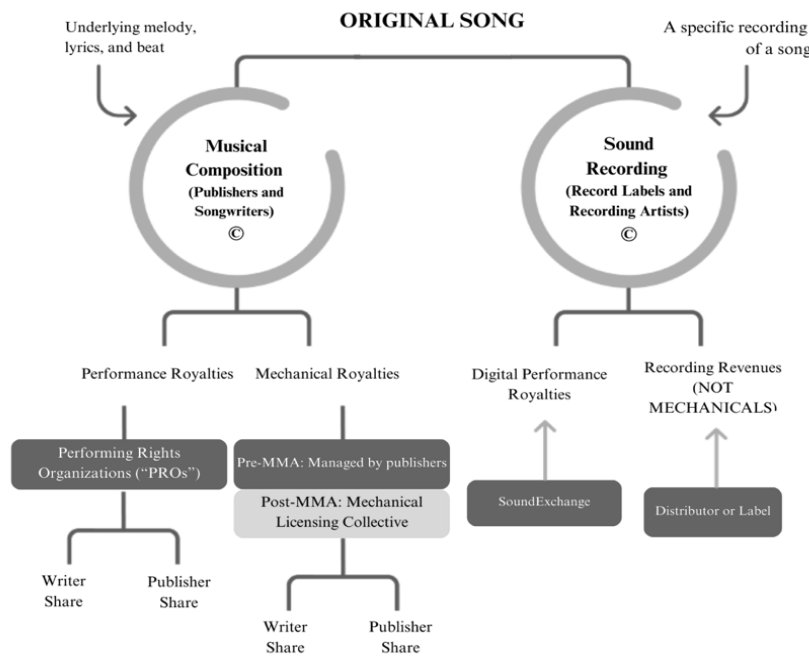 ORIGINAL SONG
Underlying melody,
lyrics, and beat
A specific recording
of a song
Musical
Composition
(Publishers and
Songwriters)
©
Sound
Recording
(Record Labels and
Recording Artists)
©
Performance Royalties
Mechanical Royalties
Digital Performance
Royalties
Recording Revenues
(NOT
MECHANICALS)
Performing Rights
Organizations (“PROs”)
Pre-MMA: Managed by publishers
Post-MMA: Mechanical
Licensing Collective
SoundExchange
Distributor or Label
Writer
Share
Publisher
Share
Writer
Share
Publisher
Share